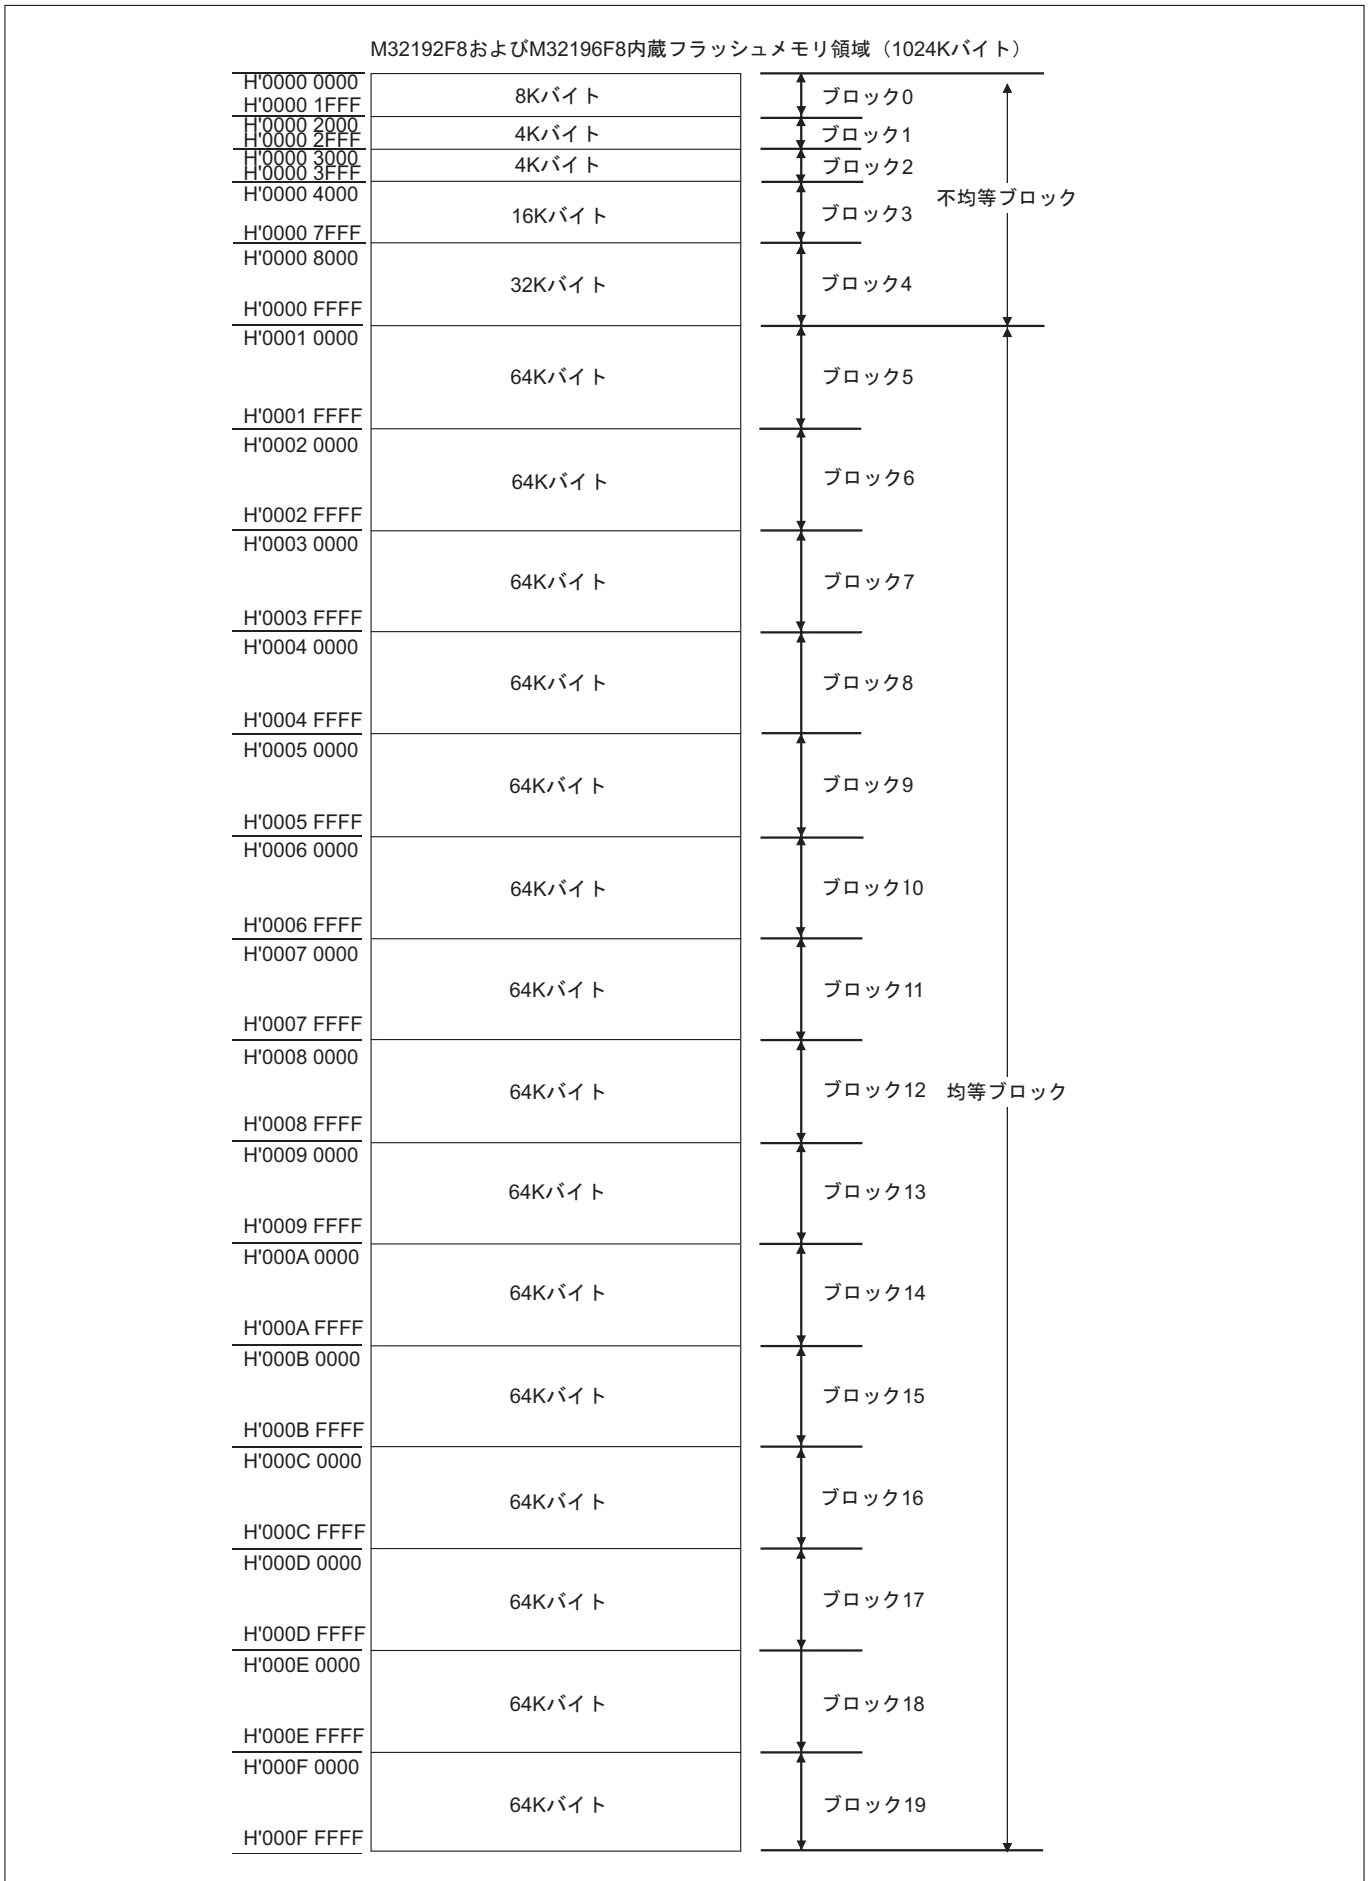 M32192F8およびM32196F8内蔵フラッシュメモリ領域（1024Kバイト）
H'0000 0000
8Kバイト
ブロック0
H'0000 1FFF
H'0000 2000
4Kバイト
ブロック1
H'0000 2FFF
H'0000 3000
4Kバイト
ブロック2
H'0000 3FFF
H'0000 4000
不均等ブロック
16Kバイト
ブロック3
H'0000 7FFF
H'0000 8000
32Kバイト
ブロック4
H'0000 FFFF
H'0001 0000
64Kバイト
ブロック5
H'0001 FFFF
H'0002 0000
64Kバイト
ブロック6
H'0002 FFFF
H'0003 0000
64Kバイト
ブロック7
H'0003 FFFF
H'0004 0000
64Kバイト
ブロック8
H'0004 FFFF
H'0005 0000
64Kバイト
ブロック9
H'0005 FFFF
H'0006 0000
64Kバイト
ブロック10
H'0006 FFFF
H'0007 0000
64Kバイト
ブロック11
H'0007 FFFF
H'0008 0000
64Kバイト
ブロック12
均等ブロック
H'0008 FFFF
H'0009 0000
64Kバイト
ブロック13
H'0009 FFFF
H'000A 0000
64Kバイト
ブロック14
H'000A FFFF
H'000B 0000
64Kバイト
ブロック15
H'000B FFFF
H'000C 0000
64Kバイト
ブロック16
H'000C FFFF
H'000D 0000
64Kバイト
ブロック17
H'000D FFFF
H'000E 0000
64Kバイト
ブロック18
H'000E FFFF
H'000F 0000
64Kバイト
ブロック19
H'000F FFFF